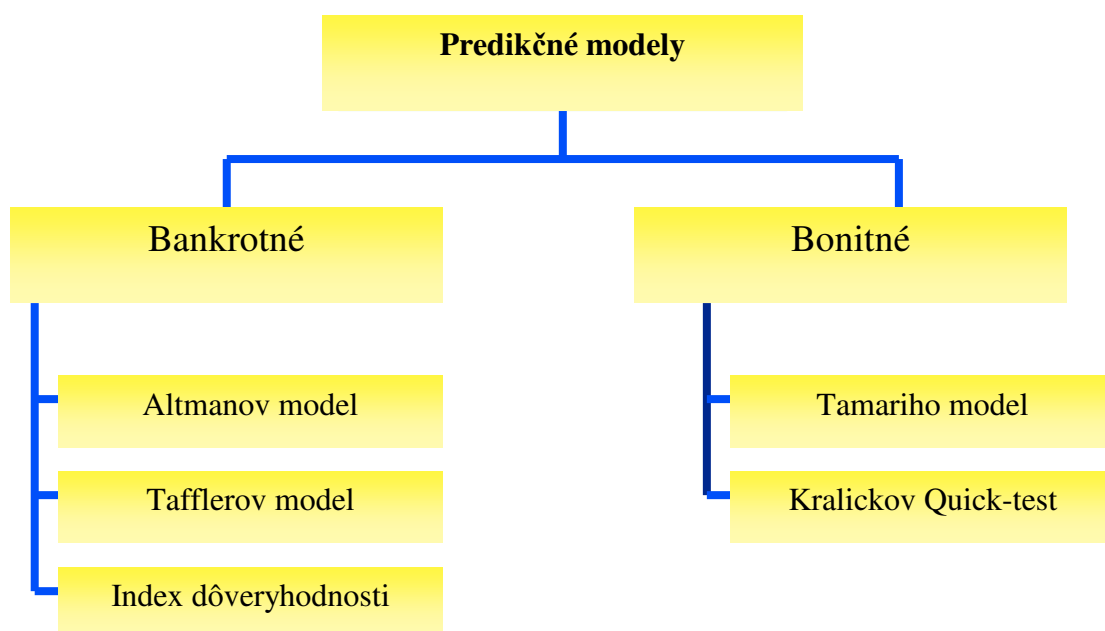 Predikčné modely
Bankrotné
Bonitné
Altmanov model
Tamariho model
Tafflerov model
Kralickov Quick-test
Index dôveryhodnosti